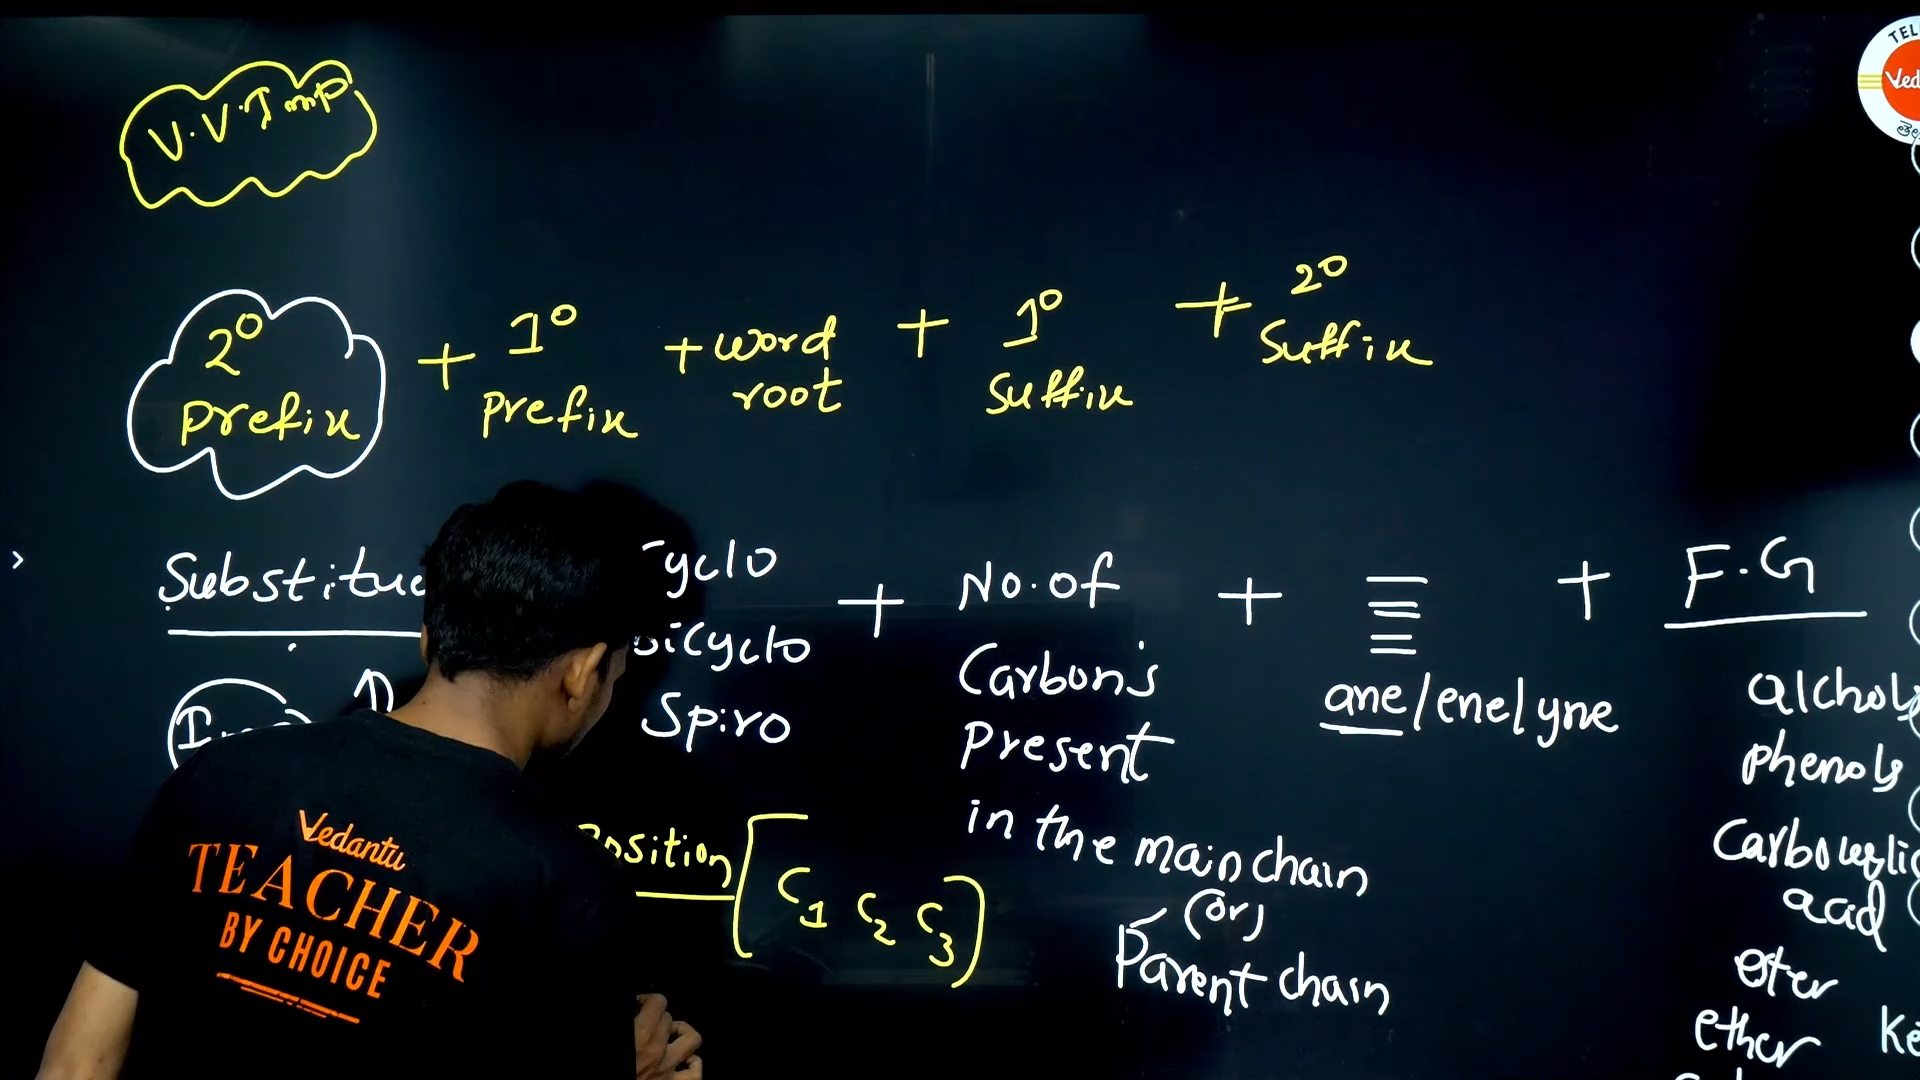 V.V.Imp
2° + 1° + word + 1° + 2°
prefix prefix root suffix Suffix
yclo + No.of + + F.G
bicyclo Carbon's
Spiro Present ane/ene/yne alchol
in the main chain phenols
(or) Carboxylic
Parent chain acid
ester
ether
[C1 C2 C3]
Vedantu
TEACHER
BY CHOICE